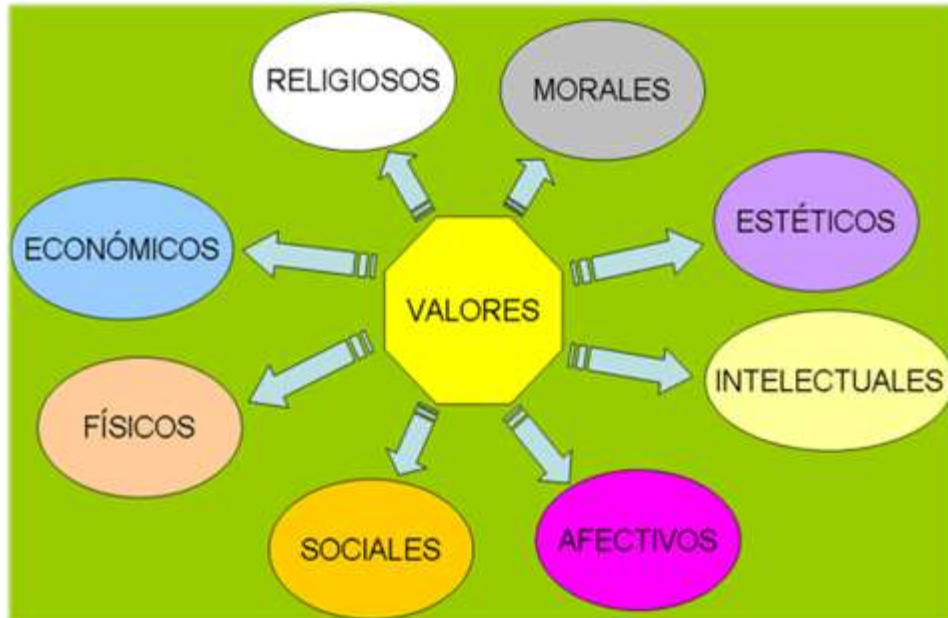 RELIGIOSOS
MORALES
ECONÓMICOS
ESTÉTICOS
VALORES
FÍSICOS
INTELECTUALES
SOCIALES
AFECTIVOS